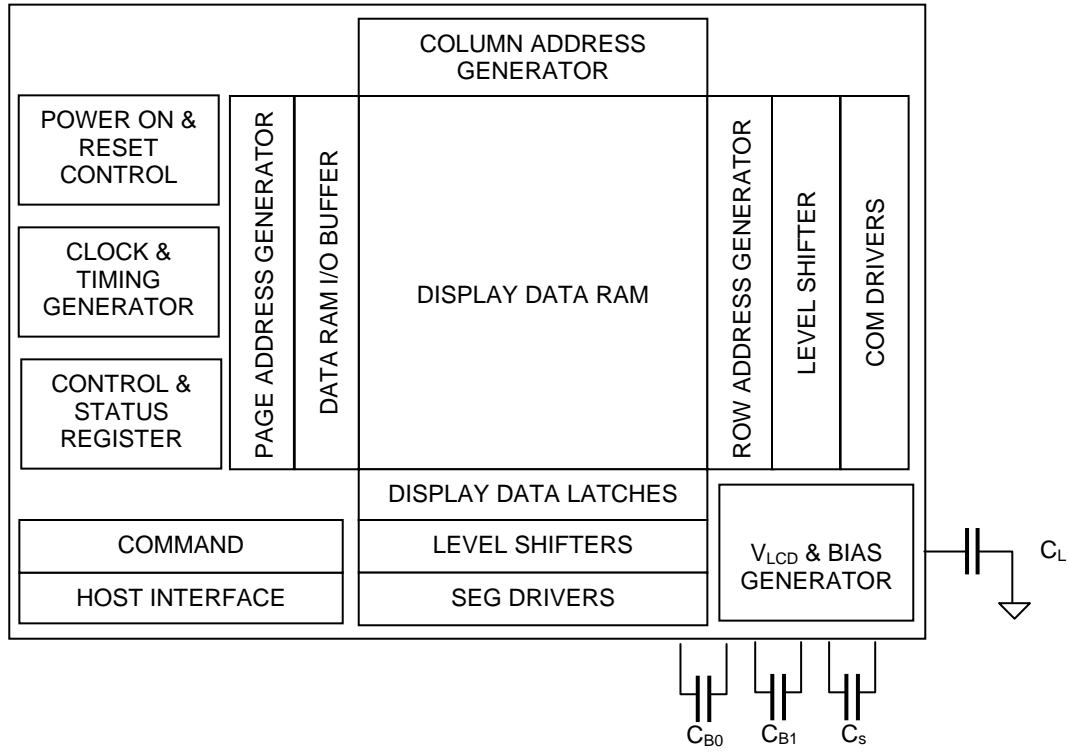 COLUMN ADDRESS
GENERATOR
POWER ON &
RESET
CONTROL
CLOCK &
TIMING
GENERATOR
CONTROL &
STATUS
REGISTER
PAGE ADDRESS GENERATOR
DATA RAM I/O BUFFER
DISPLAY DATA RAM
ROW ADDRESS GENERATOR
LEVEL SHIFTER
COM DRIVERS
DISPLAY DATA LATCHES
COMMAND
LEVEL SHIFTERS
HOST INTERFACE
SEG DRIVERS
VLCD & BIAS
GENERATOR
CL
CB0
CB1
Cs